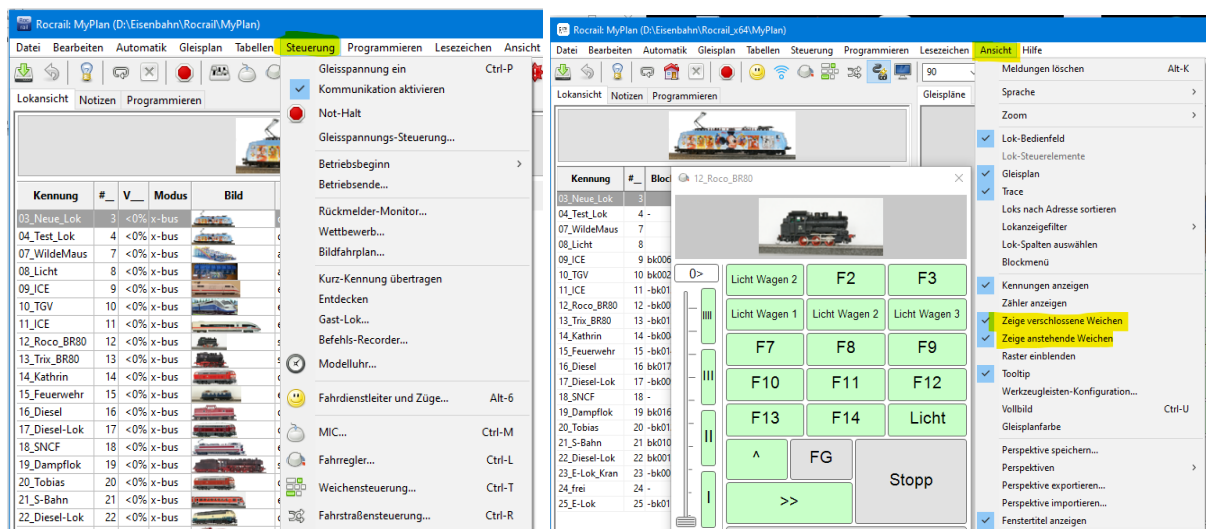 Rocrail: MyPlan (D:\Eisenbahn\Rocrail\MyPlan)
Datei Bearbeiten Automatik Gleisplan Tabellen Steuerung Programmieren Lesezeichen Ansicht
Lokansicht Notizen Programmieren
Kennung #_ V__ Modus Bild
03_Neue_Lok 3 <0% x-bus
04_Test_Lok 4 <0% x-bus
07_WildeMaus 7 <0% x-bus
08_Licht 8 <0% x-bus
09_ICE 9 <0% x-bus
10_TGV 10 <0% x-bus
11_ICE 11 <0% x-bus
12_Roco_BR80 12 <0% x-bus
13_Trix_BR80 13 <0% x-bus
14_Kathrin 14 <0% x-bus
15_Feuerwehr 15 <0% x-bus
16_Diesel 16 <0% x-bus
17_Diesel-Lok 17 <0% x-bus
18_SNCF 18 <0% x-bus
19_Dampflok 19 <0% x-bus
20_Tobias 20 <0% x-bus
21_S-Bahn 21 <0% x-bus
22_Diesel-Lok 22 <0% x-bus
Gleisspannung ein Ctrl-P
Kommunikation aktivieren
Not-Halt
Gleisspannungs-Steuerung...
Betriebsbeginn >
Betriebsende...
Rückmelder-Monitor...
Wettbewerb...
Bildfahrplan...
Kurz-Kennung übertragen
Entdecken
Gast-Lok...
Befehls-Recorder...
Modelluhr...
Fahrdienstleiter und Züge... Alt-6
MIC... Ctrl-M
Fahrregler... Ctrl-L
Weichensteuerung... Ctrl-T
Fahrstraßensteuerung... Ctrl-R
Rocrail: MyPlan (D:\Eisenbahn\Rocrail_x64\MyPlan)
Datei Bearbeiten Automatik Gleisplan Tabellen Steuerung Programmieren Lesezeichen Ansicht Hilfe
90
Lokansicht Notizen Programmieren
Gleispläne
Kennung #_ Bloc
03_Neue_Lok 3
04_Test_Lok 4 -
07_WildeMaus 7
08_Licht 8
09_ICE 9 bk006
10_TGV 10 bk002
11_ICE 11 -bk01
12_Roco_BR80 12 -bk00
13_Trix_BR80 13 -bk01
14_Kathrin 14 -bk00
15_Feuerwehr 15 -bk01
16_Diesel 16 bk017
17_Diesel-Lok 17 -bk00
18_SNCF 18 -
19_Dampflok 19 bk016
20_Tobias 20 -bk01
21_S-Bahn 21 bk010
22_Diesel-Lok 22 bk001
23_E-Lok_Kran 23 -bk00
24_frei 24 -
25_E-Lok 25 -bk01
12_Roco_BR80
0>
Licht Wagen 2 F2 F3
Licht Wagen 1 Licht Wagen 2 Licht Wagen 3
F7 F8 F9
F10 F11 F12
F13 F14 Licht
^ FG Stopp
>>
IIII
III
II
I
Meldungen löschen Alt-K
Sprache >
Zoom >
Lok-Bedienfeld
Lok-Steuerelemente
Gleisplan
Trace
Loks nach Adresse sortieren
Lokanzeigefilter >
Lok-Spalten auswählen
Blockmenü
Kennungen anzeigen
Zähler anzeigen
Zeige verschlossene Weichen
Zeige anstehende Weichen
Raster einblenden
Tooltip
Werkzeugleisten-Konfiguration...
Vollbild Ctrl-U
Gleisplanfarbe
Perspektive speichern...
Perspektiven >
Perspektive exportieren...
Perspektive importieren...
Fenstertitel anzeigen